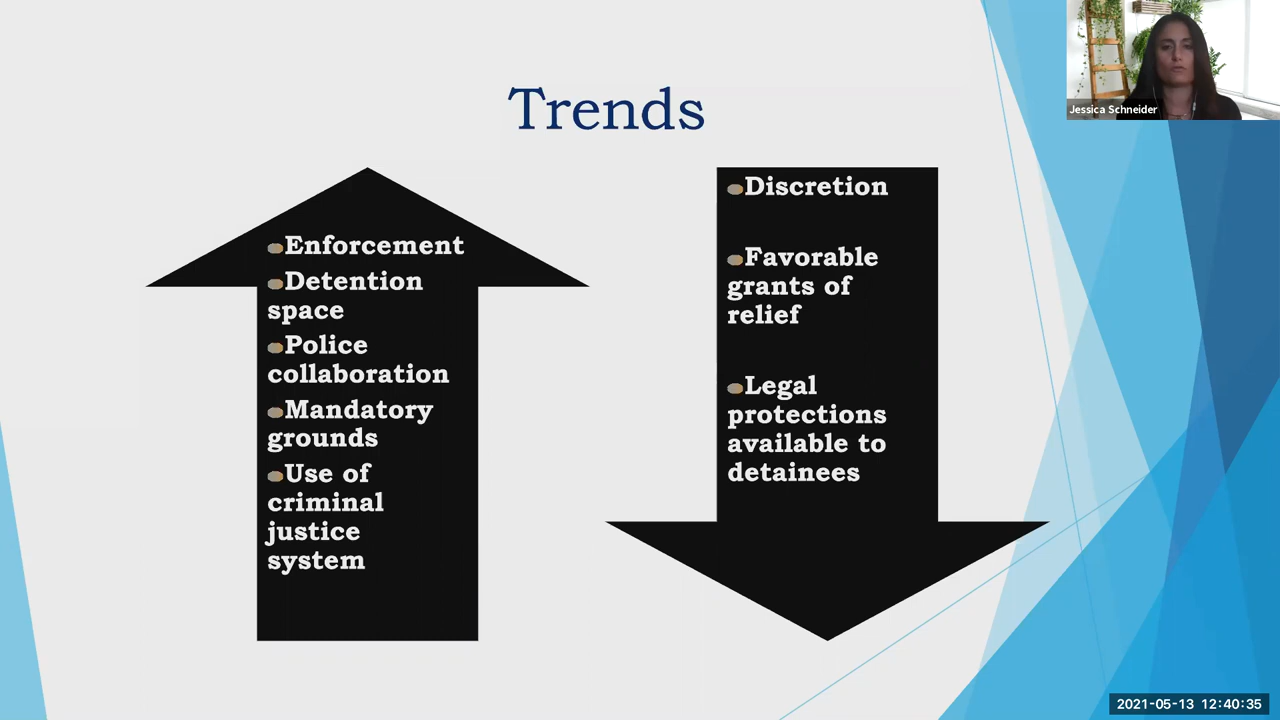 Jessica Schneider
Trends
Enforcement
Detention
space
Police
collaboration
Mandatory
grounds
Use of
criminal
justice
system
Discretion
Favorable
grants of
relief
Legal
protections
available to
detainees
2021-05-13 12:40:35